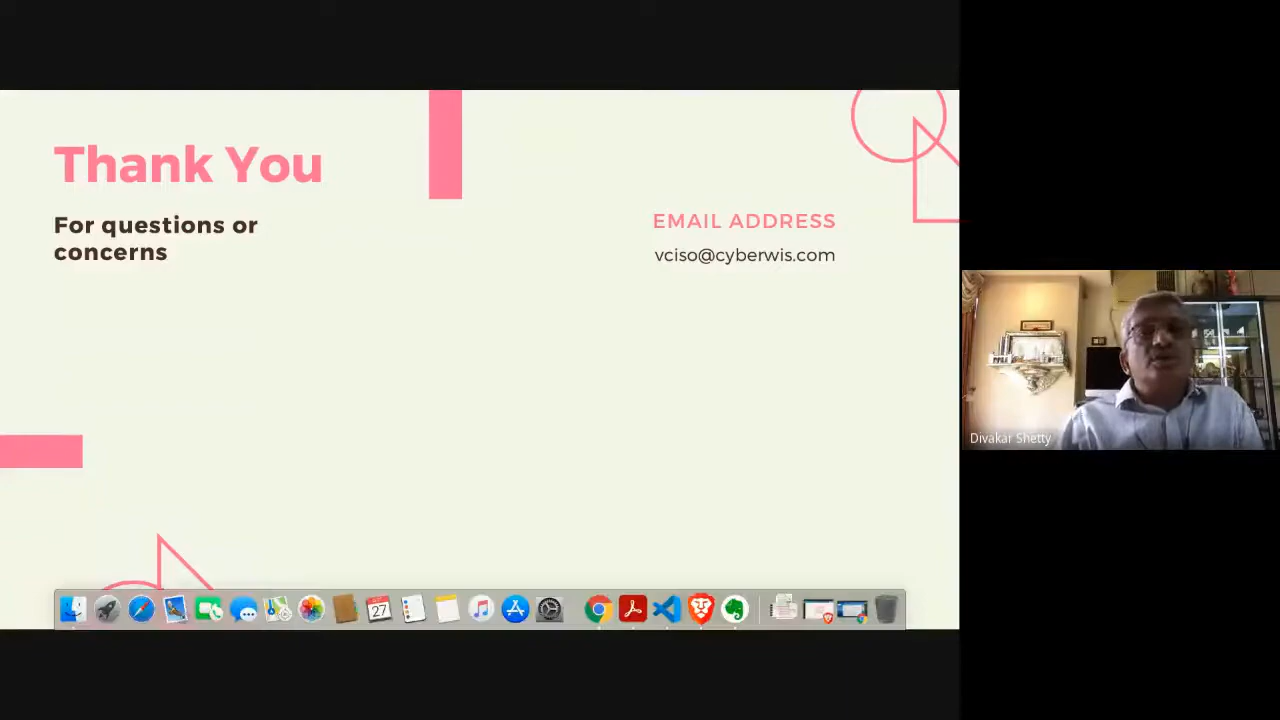 Thank You
For questions or
concerns
EMAIL ADDRESS
vciso@cyberwis.com
Divakar Shetty
27